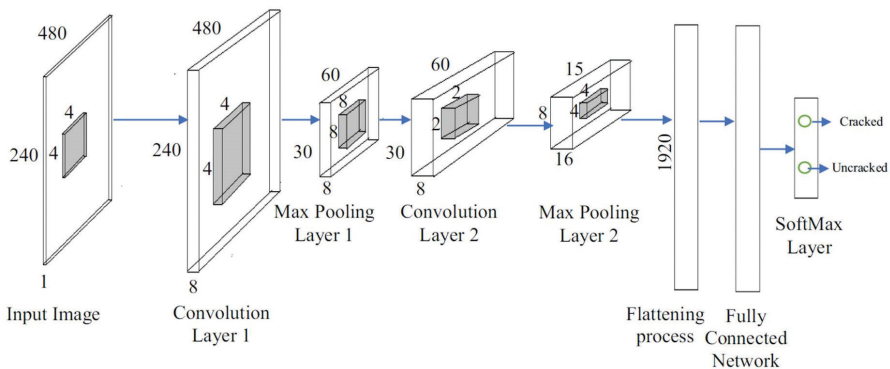 480
4
4
240
1
Input Image
480
4
4
240
8
Convolution
Layer 1
60
8
8
30
8
Max Pooling
Layer 1
60
2
2
30
8
Convolution
Layer 2
15
4
4
8
16
Max Pooling
Layer 2
1920
Flattening
process
Fully
Connected
Network
Cracked
Uncracked
SoftMax
Layer